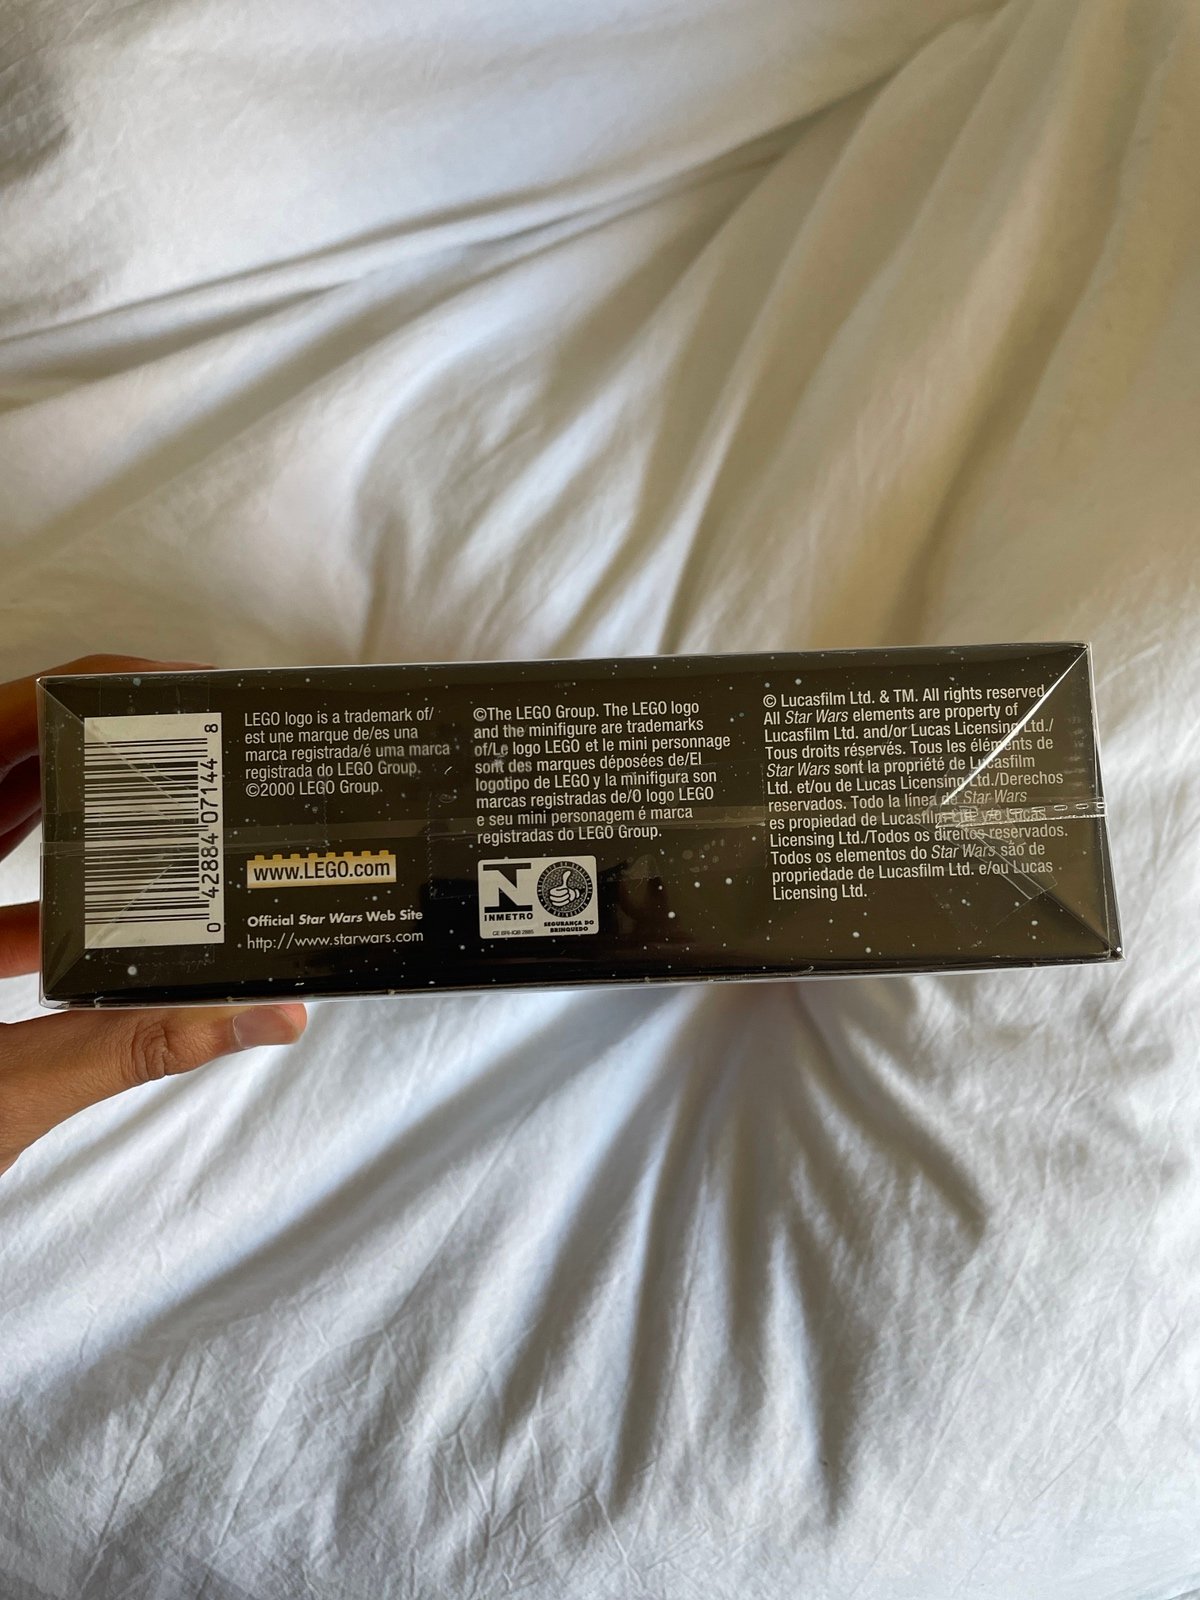 0 42884 07144 8
LEGO logo is a trademark of/
est une marque de/es una
marca registrada/é uma marca
registrada do LEGO Group.
©2000 LEGO Group.
www.LEGO.com
Official Star Wars Web Site
http://www.starwars.com
©The LEGO Group. The LEGO logo
and the minifigure are trademarks
of/Le logo LEGO et le mini personnage
sont des marques déposées de/El
logotipo de LEGO y la minifigura son
marcas registradas de/O logo LEGO
e seu mini personagem é marca
registradas do LEGO Group.
N
INMETRO
SEGURANÇA DO
BRINQUEDO
© Lucasfilm Ltd. & TM. All rights reserved
All Star Wars elements are property of
Lucasfilm Ltd. and/or Lucas Licensing Ltd./
Tous droits réservés. Tous les éléments de
Star Wars sont la propriété de Lucasfilm
Ltd. et/ou de Lucas Licensing Ltd./Derechos
reservados. Todo la línea de Star Wars
es propiedad de Lucasfilm Ltd. y/o Lucas
Licensing Ltd./Todos os direitos reservados.
Todos os elementos do Star Wars são de
propriedade de Lucasfilm Ltd. e/ou Lucas
Licensing Ltd.